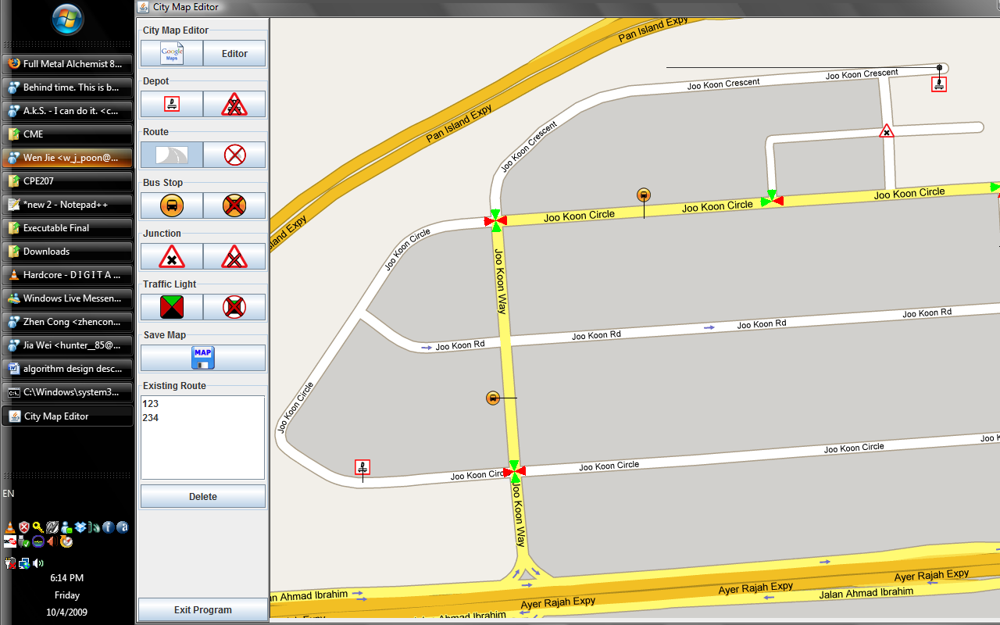 Full Metal Alchemist 8...
Behind time. This is b...
A.k.S. - I can do it. <c...
CME
Wen Jie <w_j_poon@...
CPE207
*new 2 - Notepad++
Executable Final
Downloads
Hardcore - D I G I T A ...
Windows Live Messen...
Zhen Cong <zhencon...
Jia Wei <hunter_85@...
algorithm design desc...
C:\Windows\system3...
City Map Editor
EN
6:14 PM
Friday
10/4/2009
City Map Editor
City Map Editor
Google
Maps
Editor
Depot
Route
Bus Stop
Junction
Traffic Light
Save Map
MAP
Existing Route
123
234
Delete
Exit Program
Pan Island Expy
Pan Island Expy
sland Expy
Joo Koon Crescent
Joo Koon Crescent
Joo Koon Crescent
Joo Koon Circle
Joo Koon Circle
Joo Koon Circle
Joo Koon Circle
Joo Koon Way
Joo Koon Rd
Joo Koon Rd
Joo Koon Rd
Joo Koon Rd
Joo Koon Circle
Joo Koon Circ
Joo Koon Circle
Joo Koon Circle
Joo K
Joo Koon Way
an Ahmad Ibrahim
Ayer Rajah Expy
Ayer Rajah Expy
Ayer Rajah Expy
Jalan Ahmad Ibrahim
Ahmad Ibrahim